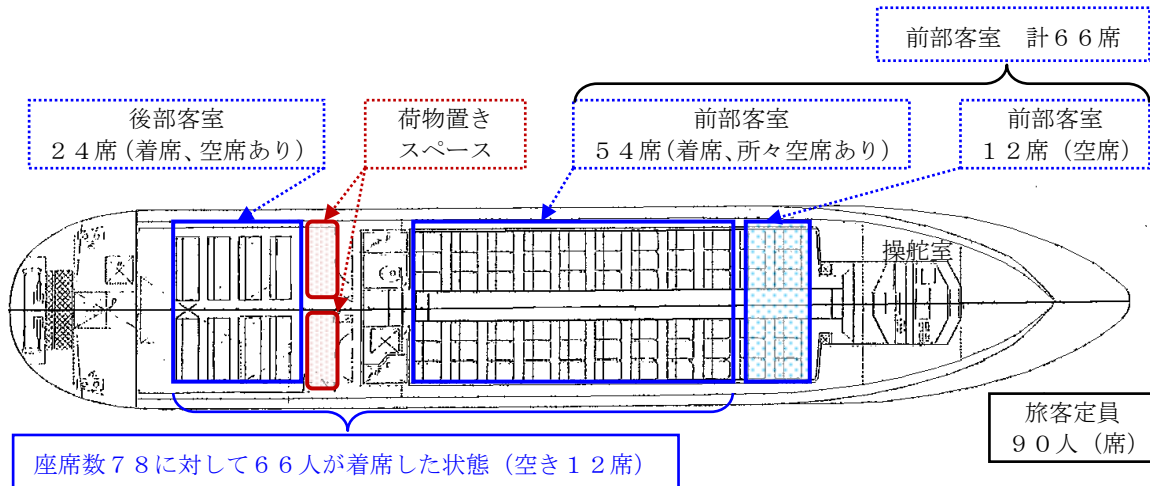 前部客室　計６６席
後部客室
２４席（着席、空席あり）
荷物置き
スペース
前部客室
５４席（着席、所々空席あり）
前部客室
１２席（空席）
操舵室
旅客定員
９０人（席）
座席数７８に対して６６人が着席した状態（空き１２席）